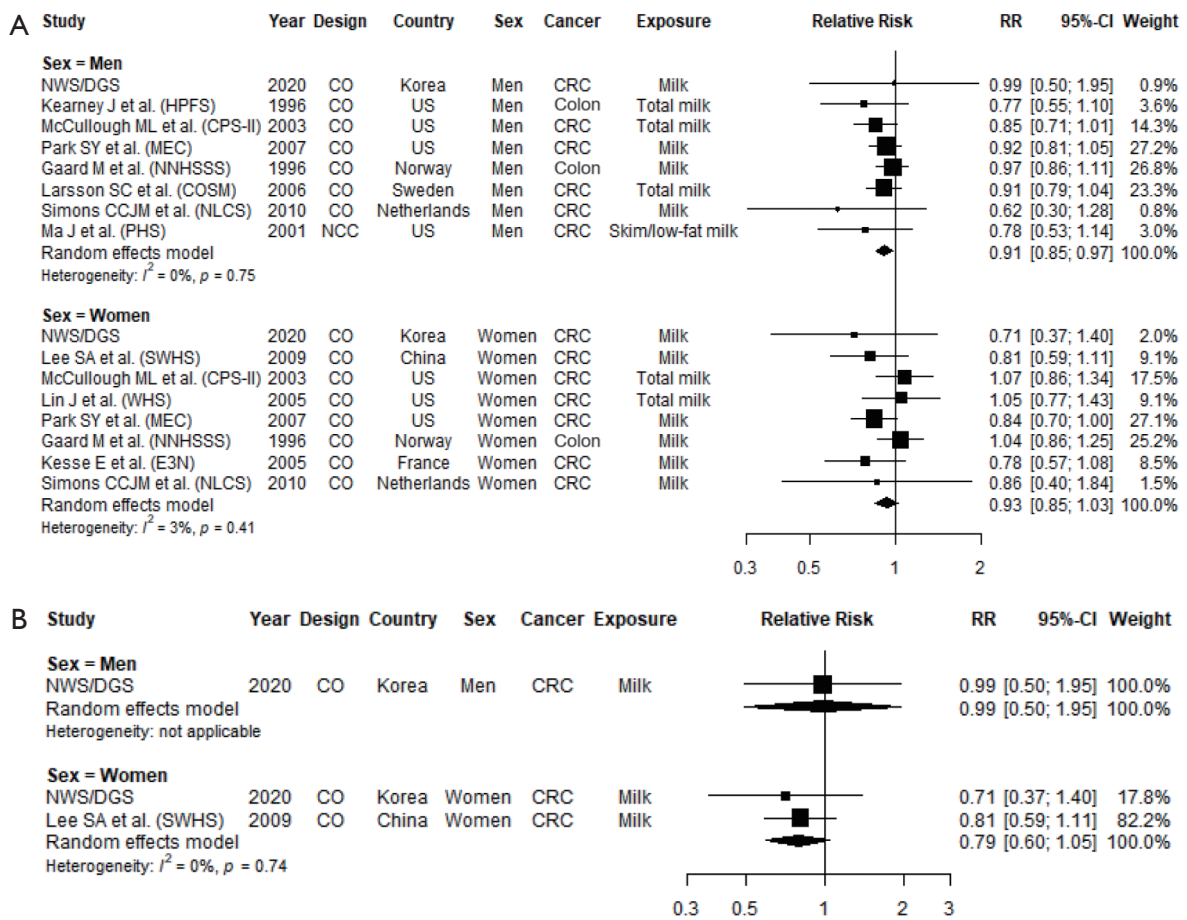 A Study Year Design Country Sex Cancer Exposure Relative Risk RR 95%-CI Weight
Sex = Men
NWS/DGS 2020 CO Korea Men CRC Milk 0.99 [0.50; 1.95] 0.9%
Kearney J et al. (HPFS) 1996 CO US Men Colon Total milk 0.77 [0.55; 1.10] 3.6%
McCullough ML et al. (CPS-II) 2003 CO US Men CRC Total milk 0.85 [0.71; 1.01] 14.3%
Park SY et al. (MEC) 2007 CO US Men CRC Milk 0.92 [0.81; 1.05] 27.2%
Gaard M et al. (NNHSSS) 1996 CO Norway Men Colon Milk 0.97 [0.86; 1.11] 26.8%
Larsson SC et al. (COSM) 2006 CO Sweden Men CRC Total milk 0.91 [0.79; 1.04] 23.3%
Simons CCJM et al. (NLCS) 2010 CO Netherlands Men CRC Milk 0.62 [0.30; 1.28] 0.8%
Ma J et al. (PHS) 2001 NCC US Men CRC Skim/low-fat milk 0.78 [0.53; 1.14] 3.0%
Random effects model 0.91 [0.85; 0.97] 100.0%
Heterogeneity: I² = 0%, p = 0.75
Sex = Women
NWS/DGS 2020 CO Korea Women CRC Milk 0.71 [0.37; 1.40] 2.0%
Lee SA et al. (SWHS) 2009 CO China Women CRC Milk 0.81 [0.59; 1.11] 9.1%
McCullough ML et al. (CPS-II) 2003 CO US Women CRC Total milk 1.07 [0.86; 1.34] 17.5%
Lin J et al. (WHS) 2005 CO US Women CRC Total milk 1.05 [0.77; 1.43] 9.1%
Park SY et al. (MEC) 2007 CO US Women CRC Milk 0.84 [0.70; 1.00] 27.1%
Gaard M et al. (NNHSSS) 1996 CO Norway Women Colon Milk 1.04 [0.86; 1.25] 25.2%
Kesse E et al. (E3N) 2005 CO France Women CRC Milk 0.78 [0.57; 1.08] 8.5%
Simons CCJM et al. (NLCS) 2010 CO Netherlands Women CRC Milk 0.86 [0.40; 1.84] 1.5%
Random effects model 0.93 [0.85; 1.03] 100.0%
Heterogeneity: I² = 3%, p = 0.41
0.3 0.5 1 2
B Study Year Design Country Sex Cancer Exposure Relative Risk RR 95%-CI Weight
Sex = Men
NWS/DGS 2020 CO Korea Men CRC Milk 0.99 [0.50; 1.95] 100.0%
Random effects model 0.99 [0.50; 1.95] 100.0%
Heterogeneity: not applicable
Sex = Women
NWS/DGS 2020 CO Korea Women CRC Milk 0.71 [0.37; 1.40] 17.8%
Lee SA et al. (SWHS) 2009 CO China Women CRC Milk 0.81 [0.59; 1.11] 82.2%
Random effects model 0.79 [0.60; 1.05] 100.0%
Heterogeneity: I² = 0%, p = 0.74
0.3 0.5 1 2 3